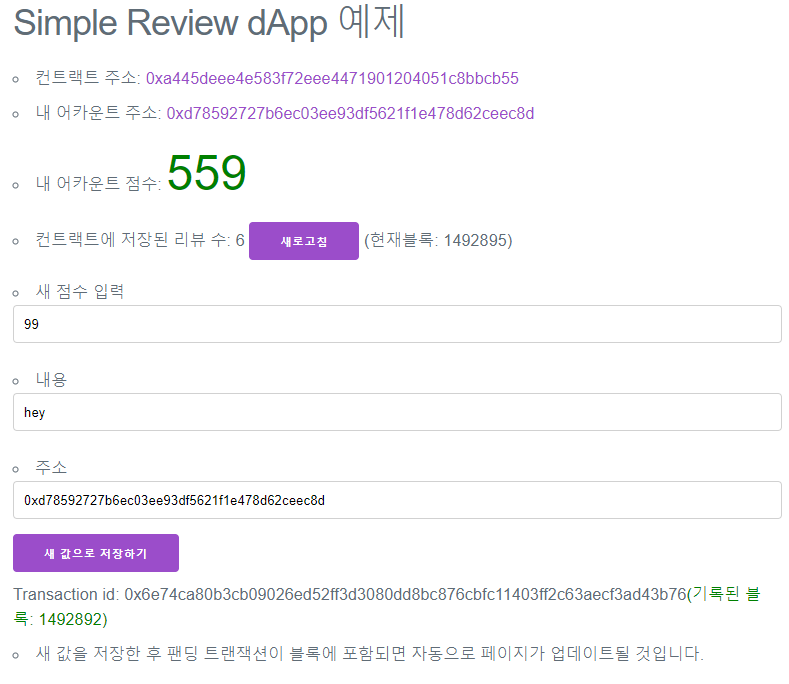 Simple Review dApp 예제
컨트랙트 주소: 0xa445deee4e583f72eee4471901204051c8bbcb55
내 어카운트 주소: 0xd78592727b6ec03ee93df5621f1e478d62ceec8d
내 어카운트 점수: 559
컨트랙트에 저장된 리뷰 수: 6 새로고침 (현재블록: 1492895)
새 점수 입력
99
내용
hey
주소
0xd78592727b6ec03ee93df5621f1e478d62ceec8d
새 값으로 저장하기
Transaction id: 0x6e74ca80b3cb09026ed52ff3d3080dd8bc876cbfc11403ff2c63aecf3ad43b76(기록된 블
록: 1492892)
새 값을 저장한 후 팬딩 트랜잭션이 블록에 포함되면 자동으로 페이지가 업데이트될 것입니다.